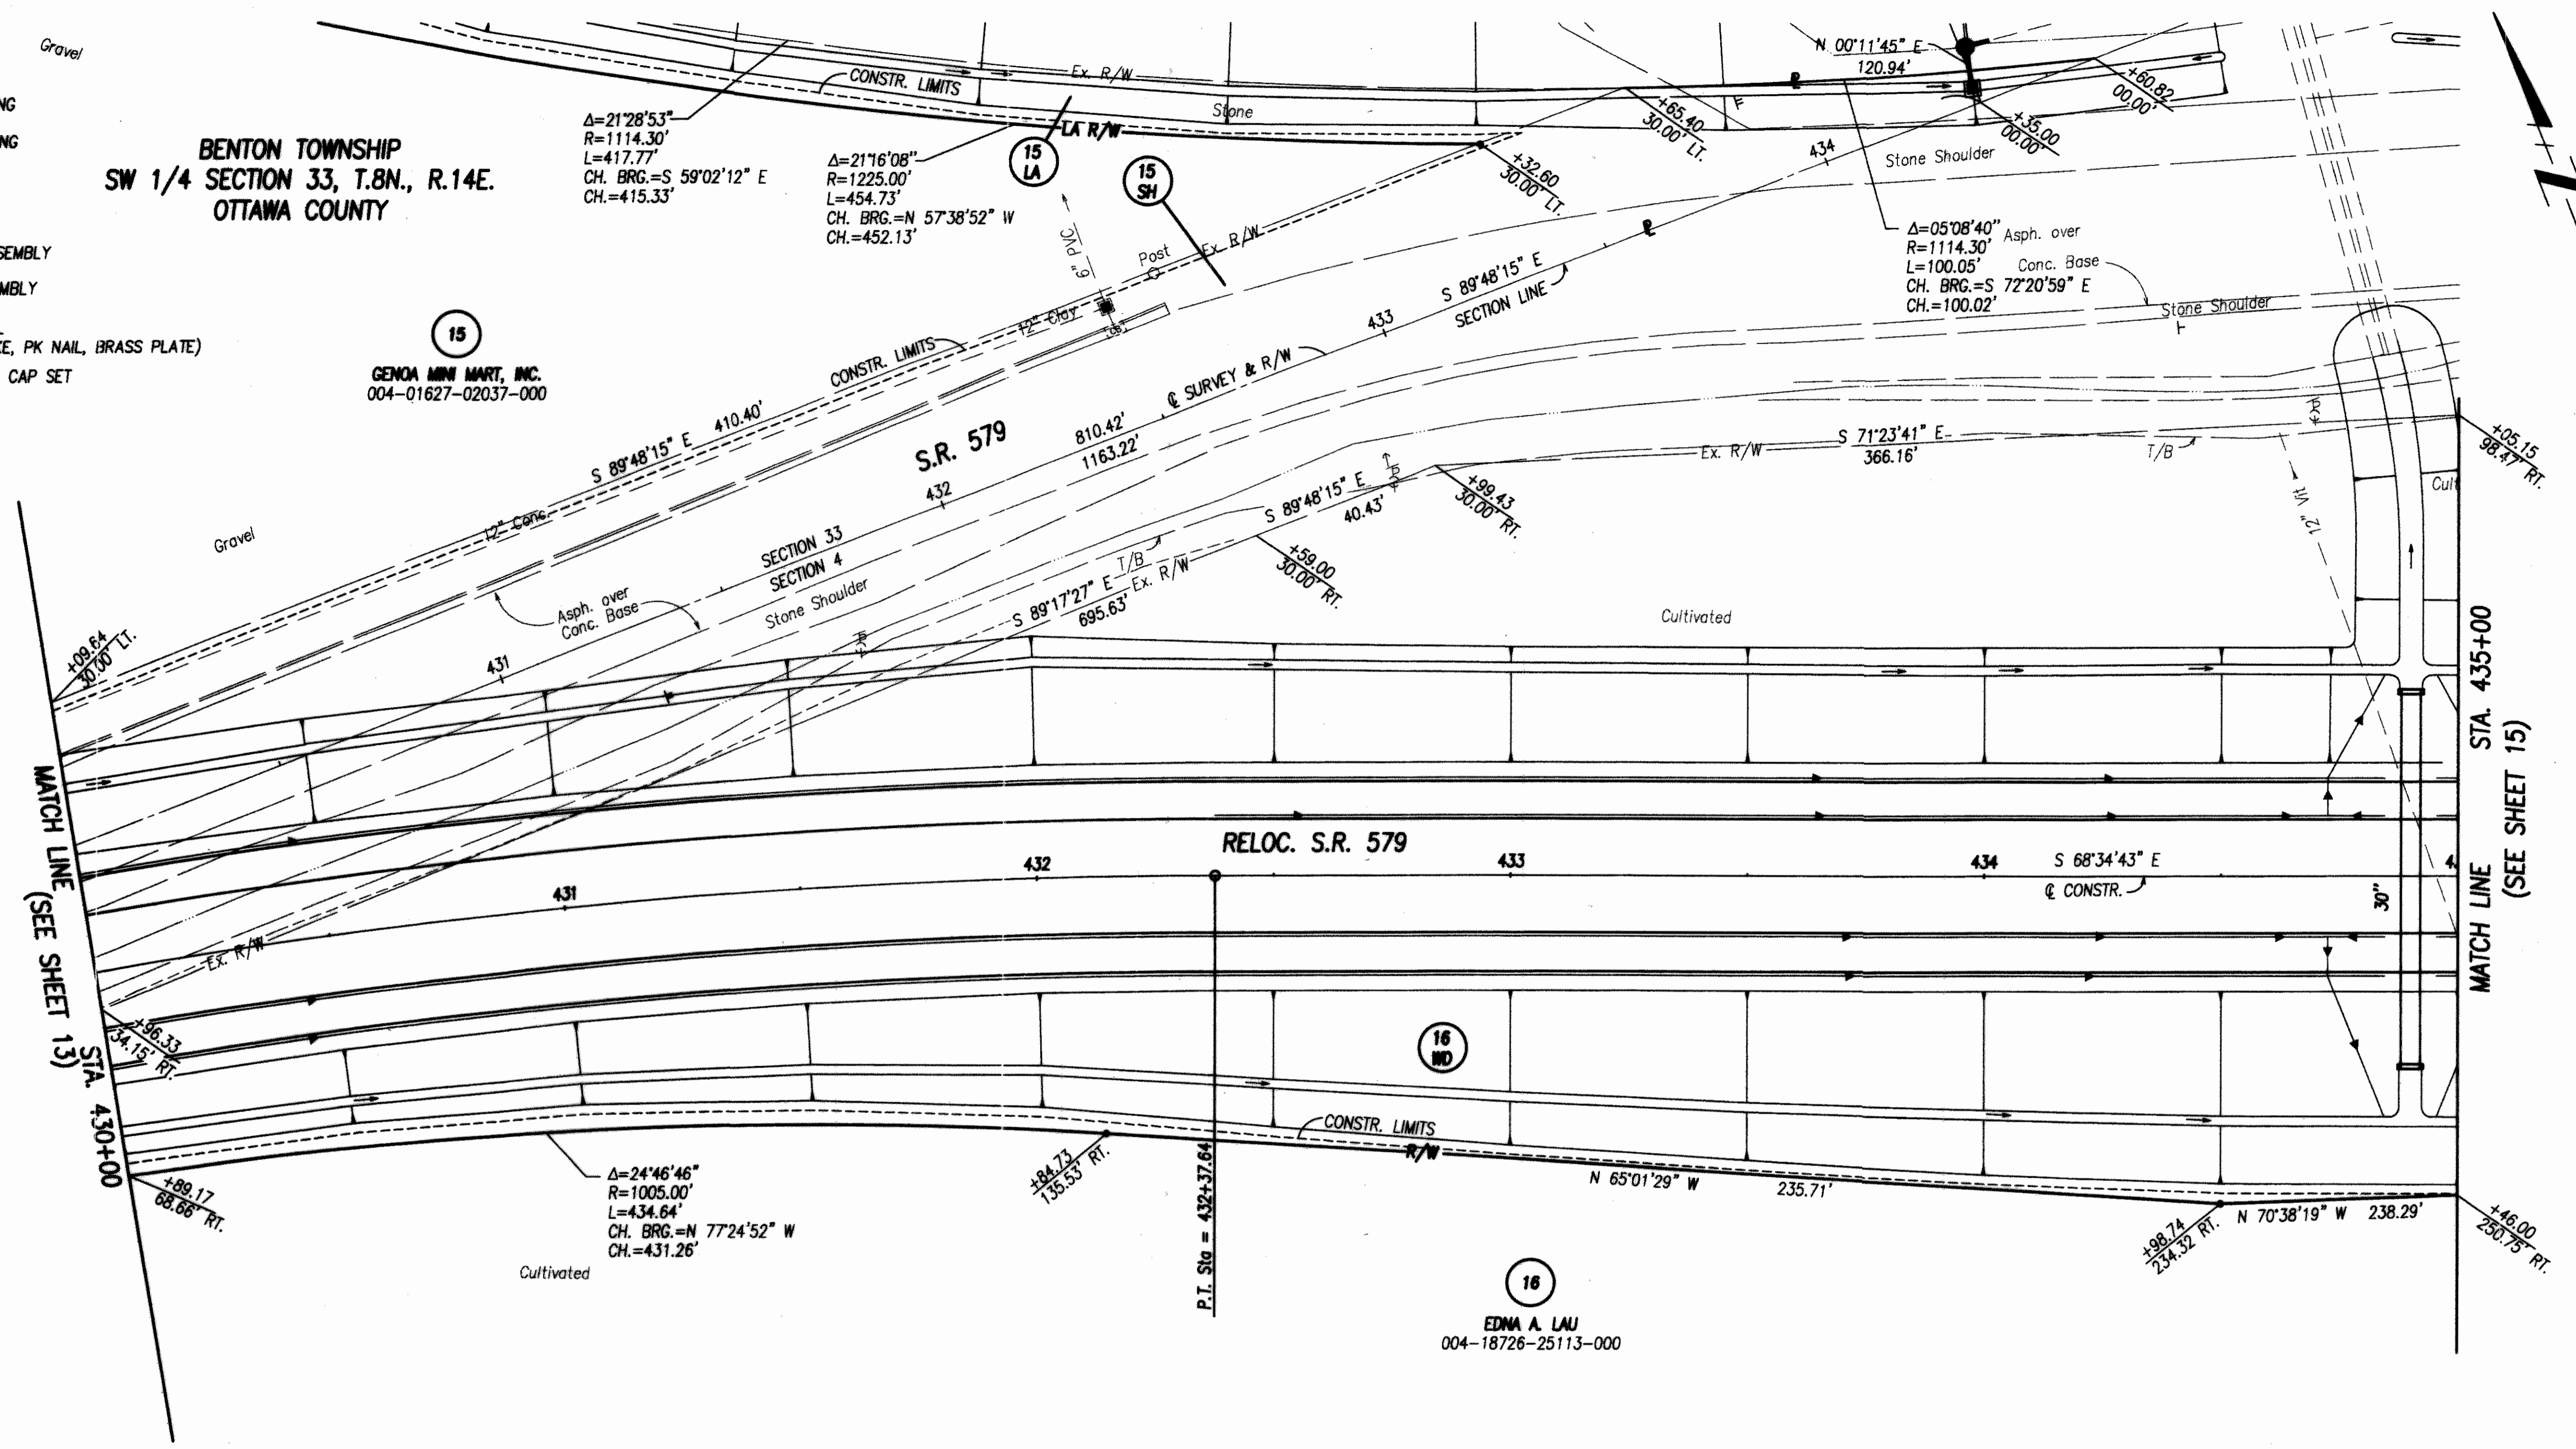 Gravel
NG
NG
BENTON TOWNSHIP
SW 1/4 SECTION 33, T.8N., R.14E.
OTTAWA COUNTY
SEMBLY
MBLY
E, PK NAIL, BRASS PLATE)
CAP SET
15
GENOA MINI MART, INC.
004-01627-02037-000
Δ=21°28'53"
R=1114.30'
L=417.77'
CH. BRG.=S 59°02'12" E
CH.=415.33'
CONSTR. LIMITS
Ex. R/W
Stone
LA R/W
Δ=21°16'08"
R=1225.00'
L=454.73'
CH. BRG.=N 57°38'52" W
CH.=452.13'
15
LA
15
SH
N 00°11'45" E
120.94'
+65.40
30.00' LT.
+60.82
00.00'
+35.00
00.00'
+32.60
30.00' LT.
434
Stone Shoulder
Δ=05°08'40"
R=1114.30'
L=100.05'
CH. BRG.=S 72°20'59" E
CH.=100.02'
Asph. over
Conc. Base
Stone Shoulder
6" PVC
Post
Ex. R/W
12" Clay
CB
CONSTR. LIMITS
S 89°48'15" E
SECTION LINE
433
℄ SURVEY & R/W
S 89°48'15" E 410.40'
S.R. 579
810.42'
1163.22'
432
12" Conc.
Gravel
SECTION 33
SECTION 4
Stone Shoulder
Asph. over
Conc. Base
431
T/B
S 89°17'27" E
695.63'
Ex. R/W
S 89°48'15" E
40.43'
+99.43
30.00' RT.
+59.00
30.00' RT.
Ex. R/W
S 71°23'41" E
366.16'
T/B
12" Vit
+05.15
98.47' RT.
Cult
Cultivated
+09.64
30.00' LT.
MATCH LINE STA. 430+00
(SEE SHEET 13)
MATCH LINE STA. 435+00
(SEE SHEET 15)
RELOC. S.R. 579
431
432
433
434
S 68°34'43" E
℄ CONSTR.
30"
Ex. R/W
+96.33
34.15' RT.
+89.17
68.66' RT.
Δ=24°46'46"
R=1005.00'
L=434.64'
CH. BRG.=N 77°24'52" W
CH.=431.26'
Cultivated
+84.73
135.53' RT.
P.T. Sta = 432+37.64
16
WD
CONSTR. LIMITS
R/W
N 65°01'29" W 235.71'
+98.74
234.32 RT.
N 70°38'19" W 238.29'
+46.00
250.75' RT.
16
EDNA A. LAU
004-18726-25113-000